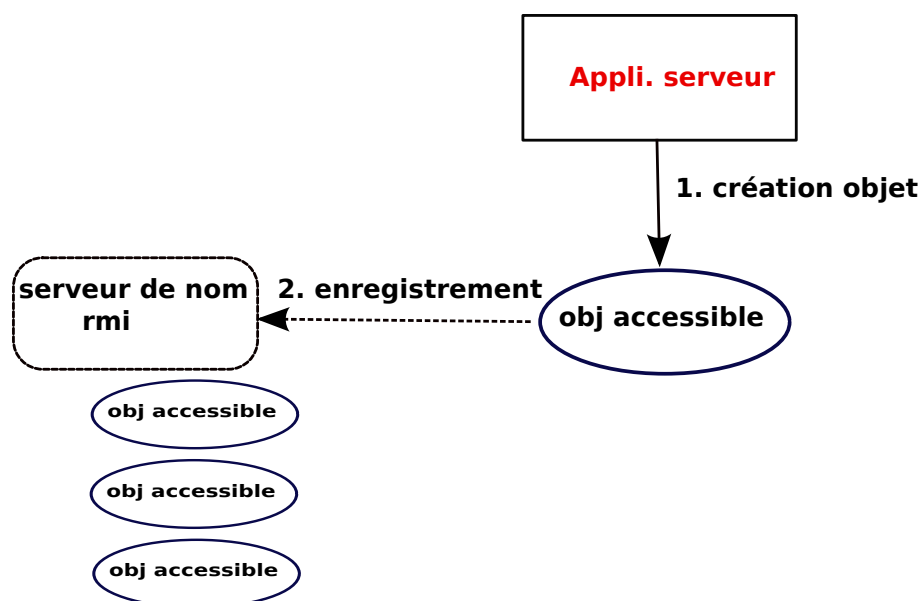 Appli. serveur
1. création objet
serveur de nom
rmi
2. enregistrement
obj accessible
obj accessible
obj accessible
obj accessible